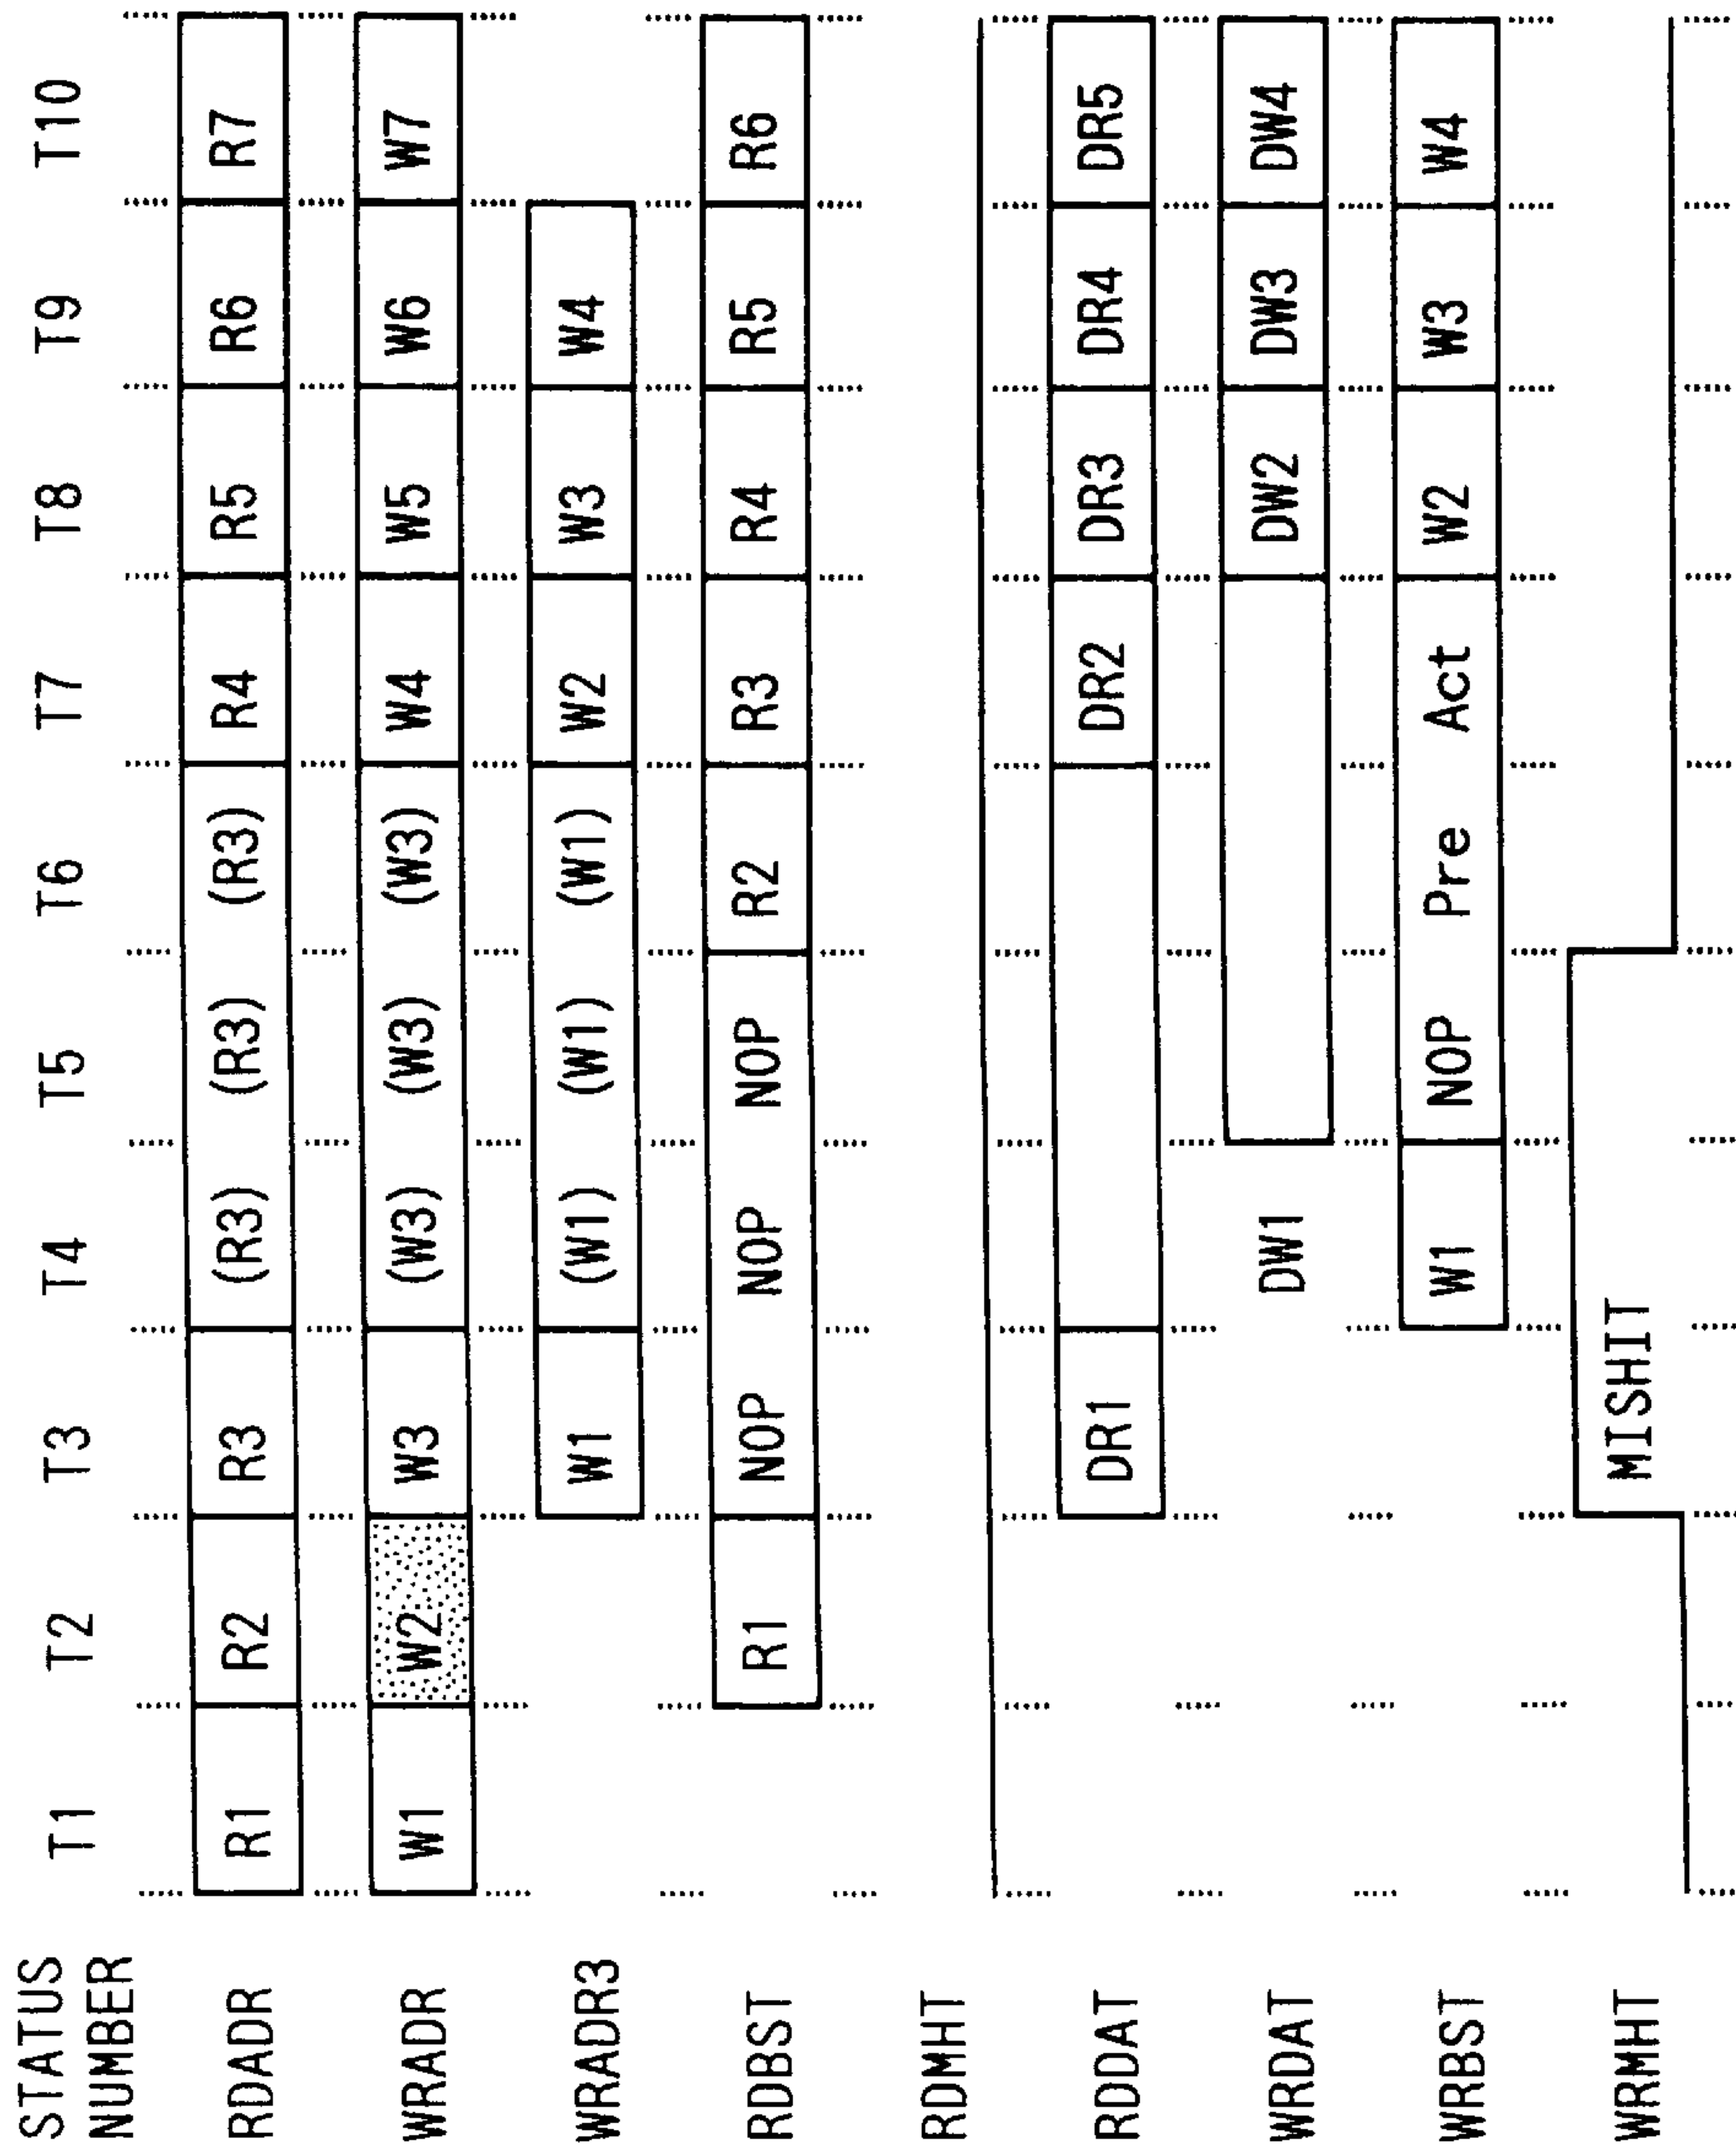 STATUS NUMBER T1 T2 T3 T4 T5 T6 T7 T8 T9 T10
RDADR R1 R2 R3 (R3) (R3) (R3) R4 R5 R6 R7
WRADR W1 W2 W3 (W3) (W3) (W3) W4 W5 W6 W7
WRADR3 W1 (W1) (W1) (W1) W2 W3 W4
RDBST R1 NOP NOP NOP R2 R3 R4 R5 R6
RDMHT
RDDAT DR1 DR2 DR3 DR4 DR5
WRDAT DW1 DW2 DW3 DW4
WRBST W1 NOP Pre Act W2 W3 W4
WRMHT MISHIT